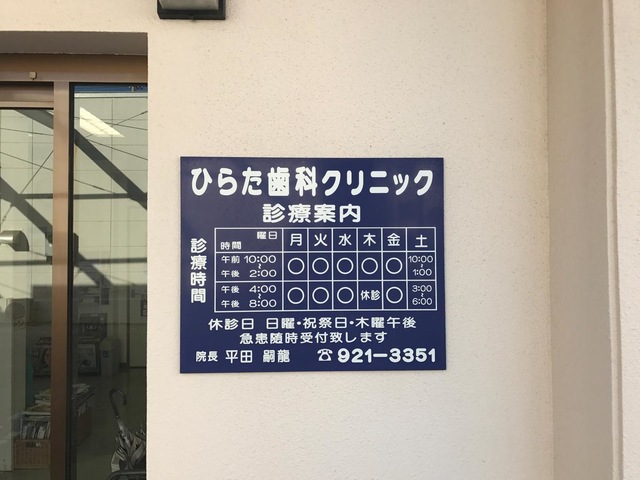 ひらた歯科クリニック
診療案内
診療時間
曜日 時間 月 火 水 木 金 土
午前 10:00 ~ 午後 2:00 ○ ○ ○ ○ ○ 10:00 ~ 1:00
午後 4:00 ~ 午後 8:00 ○ ○ ○ 休診 ○ 3:00 ~ 6:00
休診日 日曜・祝祭日・木曜午後
急患随時受付致します
院長 平田 嗣龍 ☎921-3351